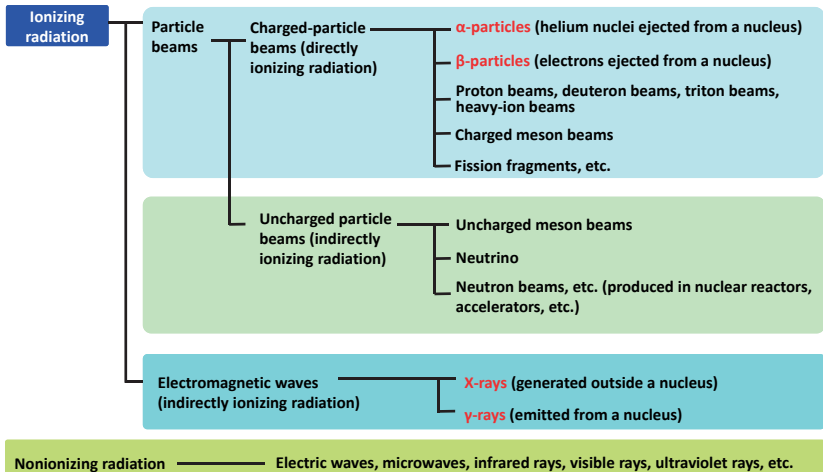 Ionizing
radiation
Particle
beams
Charged-particle
beams (directly
ionizing radiation)
α-particles (helium nuclei ejected from a nucleus)
β-particles (electrons ejected from a nucleus)
Proton beams, deuteron beams, triton beams,
heavy-ion beams
Charged meson beams
Fission fragments, etc.
Uncharged particle
beams (indirectly
ionizing radiation)
Uncharged meson beams
Neutrino
Neutron beams, etc. (produced in nuclear reactors,
accelerators, etc.)
Electromagnetic waves
(indirectly ionizing radiation)
X-rays (generated outside a nucleus)
γ-rays (emitted from a nucleus)
Nonionizing radiation
Electric waves, microwaves, infrared rays, visible rays, ultraviolet rays, etc.